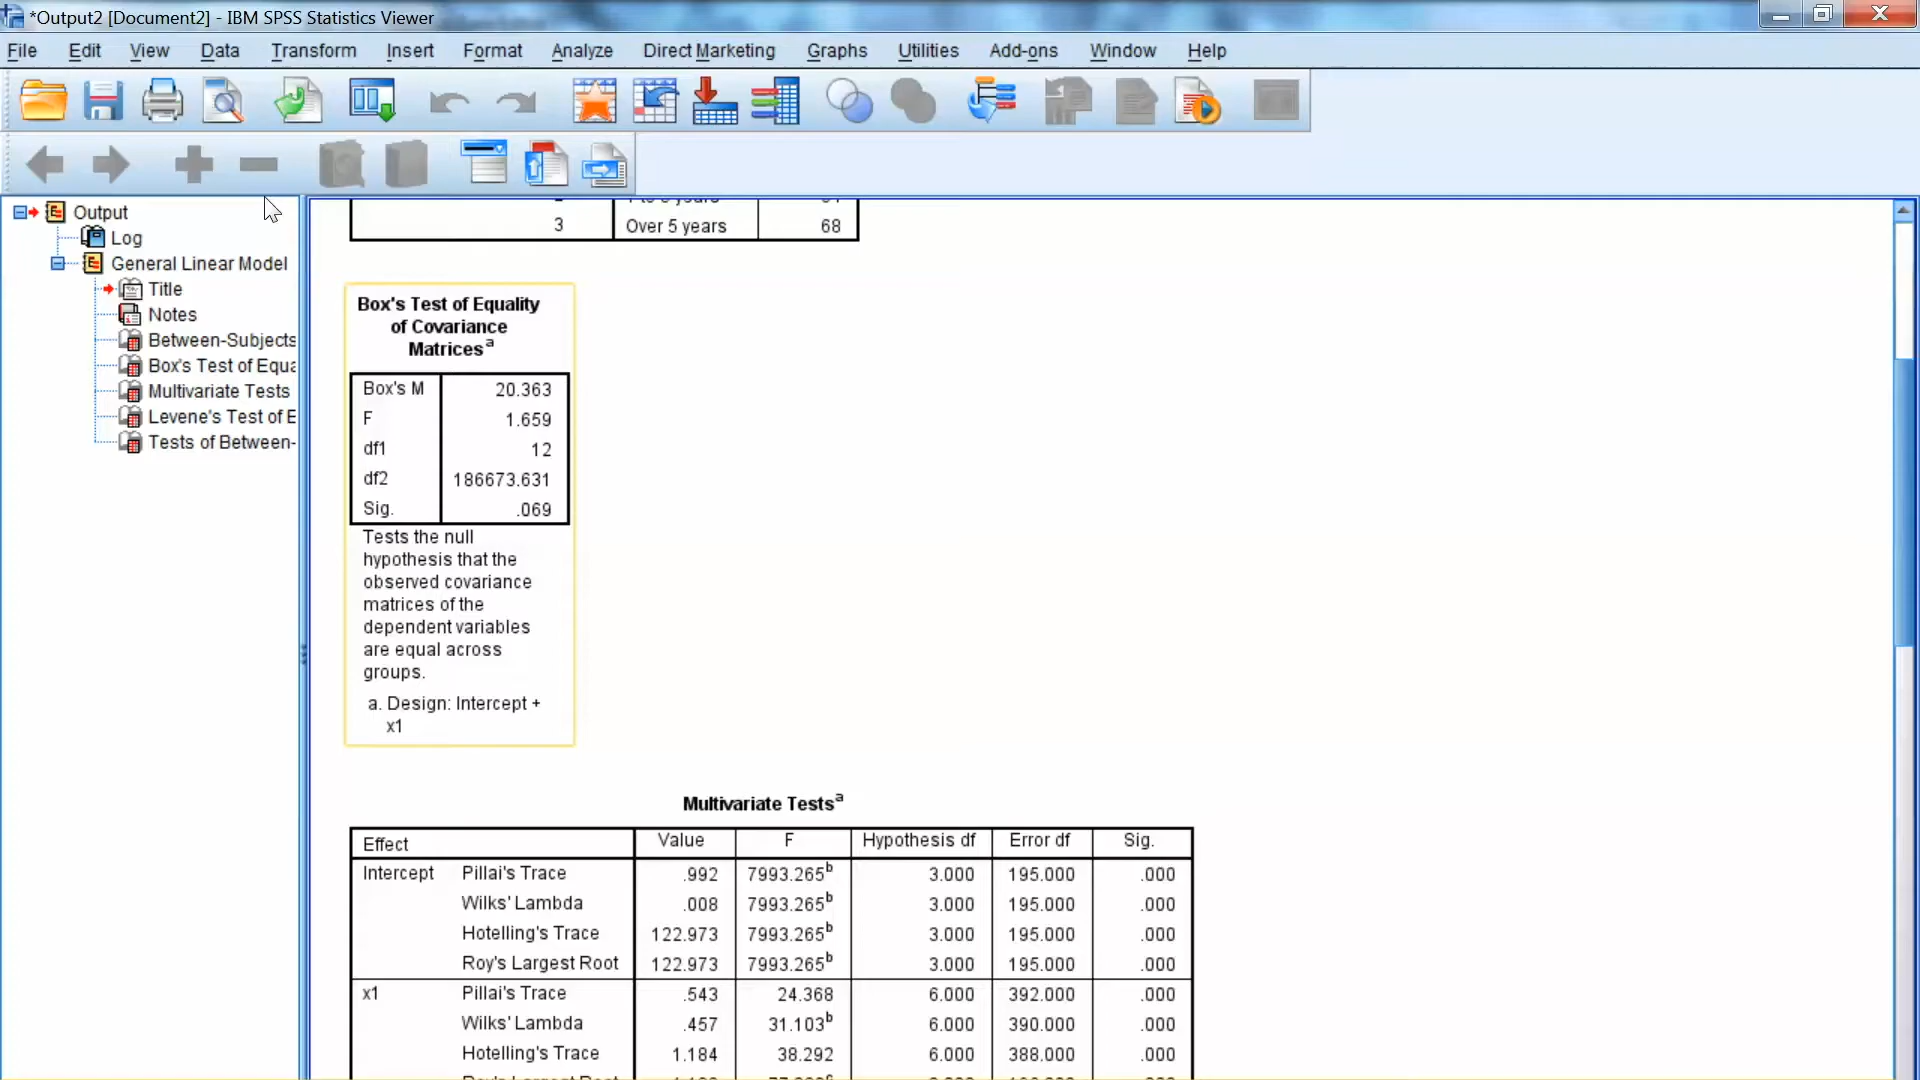 *Output2 [Document2] - IBM SPSS Statistics Viewer
File Edit View Data Transform Insert Format Analyze Direct Marketing Graphs Utilities Add-ons Window Help
Output
Log
General Linear Model
Title
Notes
Between-Subjects
Box's Test of Equa
Multivariate Tests
Levene's Test of E
Tests of Between-
3 Over 5 years 68
Box's Test of Equality
of Covariance
Matricesa
Box's M 20.363
F 1.659
df1 12
df2 186673.631
Sig. .069
Tests the null
hypothesis that the
observed covariance
matrices of the
dependent variables
are equal across
groups.
a. Design: Intercept +
x1
Multivariate Testsa
Effect Value F Hypothesis df Error df Sig.
Intercept Pillai's Trace .992 7993.265b 3.000 195.000 .000
Wilks' Lambda .008 7993.265b 3.000 195.000 .000
Hotelling's Trace 122.973 7993.265b 3.000 195.000 .000
Roy's Largest Root 122.973 7993.265b 3.000 195.000 .000
x1 Pillai's Trace .543 24.368 6.000 392.000 .000
Wilks' Lambda .457 31.103b 6.000 390.000 .000
Hotelling's Trace 1.184 38.292 6.000 388.000 .000